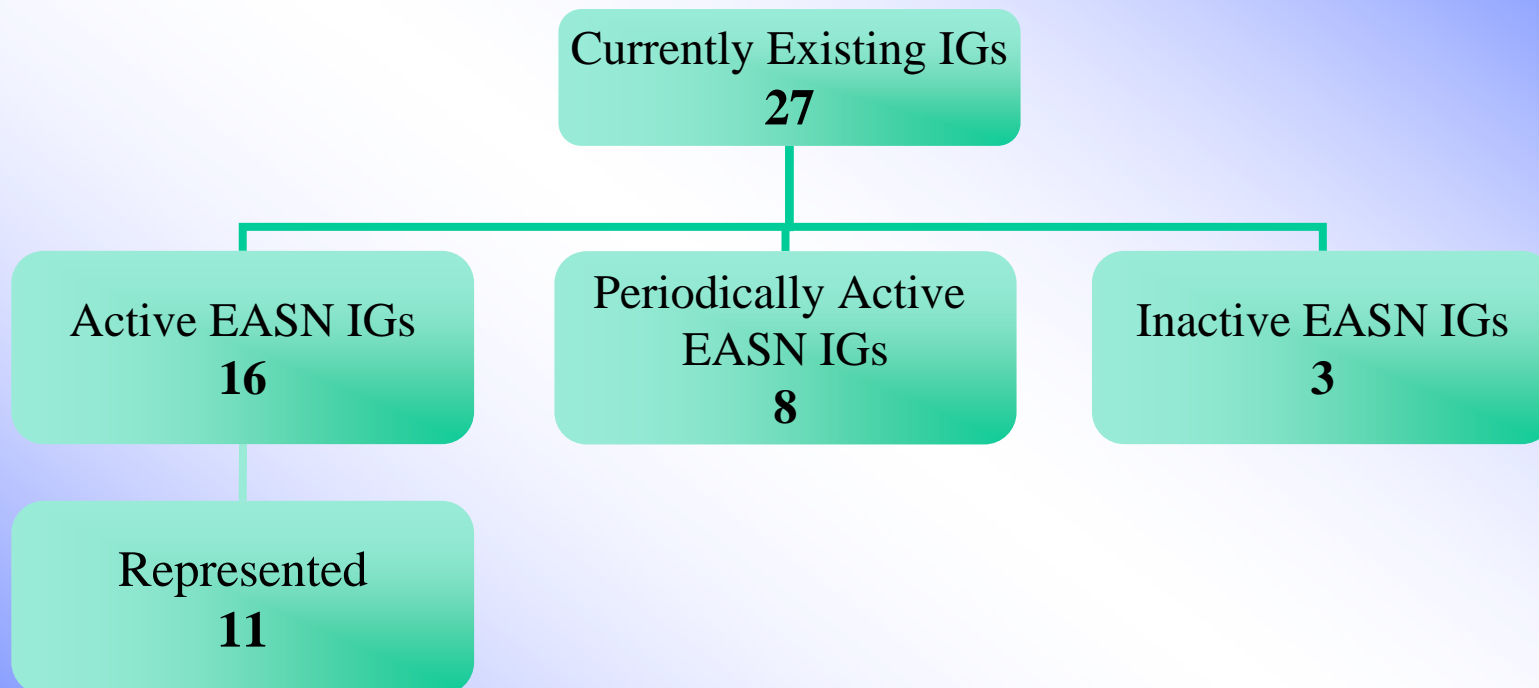 Currently Existing IGs
27
Active EASN IGs
16
Periodically Active
EASN IGs
8
Inactive EASN IGs
3
Represented
11